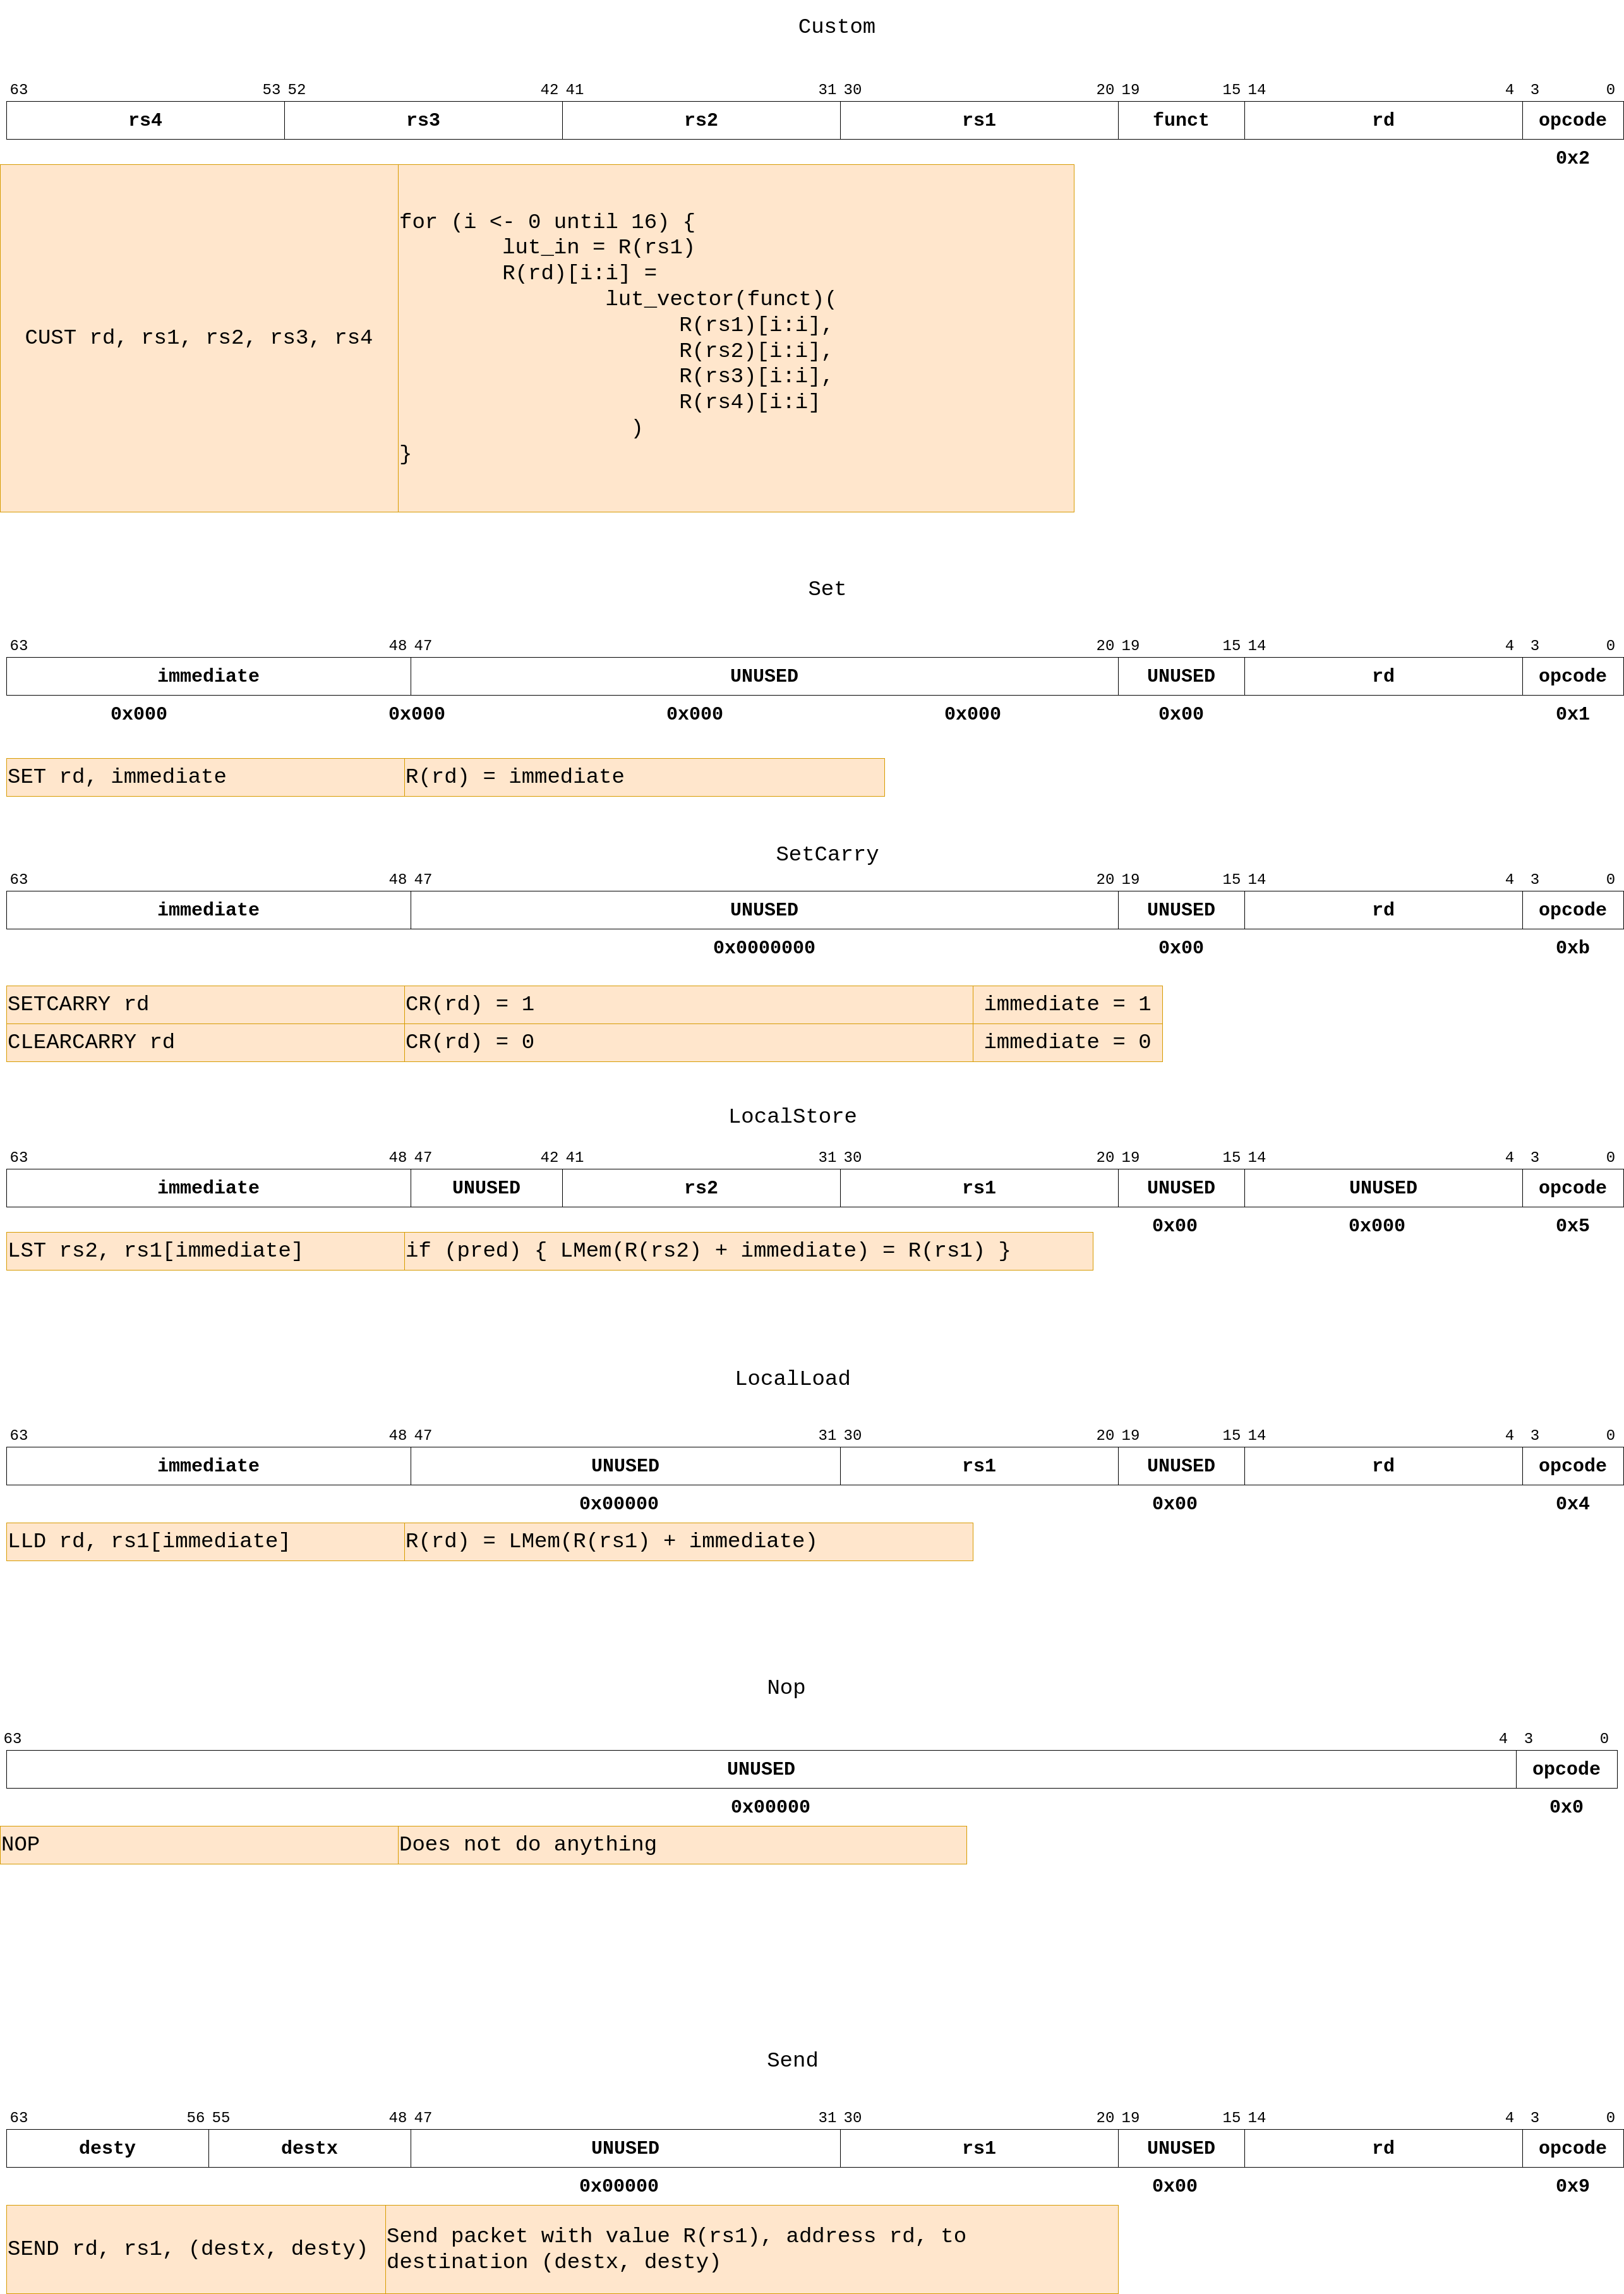 Custom
63 53 52 42 41 31 30 20 19 15 14 4 3 0
rs4 rs3 rs2 rs1 funct rd opcode
0x2
for (i <- 0 until 16) {
lut_in = R(rs1)
R(rd)[i:i] =
lut_vector(funct)(
R(rs1)[i:i],
CUST rd, rs1, rs2, rs3, rs4
R(rs2)[i:i],
R(rs3)[i:i],
R(rs4)[i:i]
)
}
Set
63 48 47 20 19 15 14 4 3 0
immediate UNUSED UNUSED rd opcode
0x000 0x000 0x000 0x000 0x00 0x1
SET rd, immediate R(rd) = immediate
SetCarry
63 48 47 20 19 15 14 4 3 0
immediate UNUSED UNUSED rd opcode
0x0000000 0x00 0xb
SETCARRY rd CR(rd) = 1 immediate = 1
CLEARCARRY rd CR(rd) = 0 immediate = 0
LocalStore
63 48 47 42 41 31 30 20 19 15 14 4 3 0
immediate UNUSED rs2 rs1 UNUSED UNUSED opcode
0x00 0x000 0x5
LST rs2, rs1[immediate] if (pred) { LMem(R(rs2) + immediate) = R(rs1) }
LocalLoad
63 48 47 31 30 20 19 15 14 4 3 0
immediate UNUSED rs1 UNUSED rd opcode
0x00000 0x00 0x4
LLD rd, rs1[immediate] R(rd) = LMem(R(rs1) + immediate)
Nop
63 4 3 0
UNUSED opcode
0x00000 0x0
NOP Does not do anything
Send
63 56 55 48 47 31 30 20 19 15 14 4 3 0
desty destx UNUSED rs1 UNUSED rd opcode
0x00000 0x00 0x9
SEND rd, rs1, (destx, desty) Send packet with value R(rs1), address rd, to
destination (destx, desty)